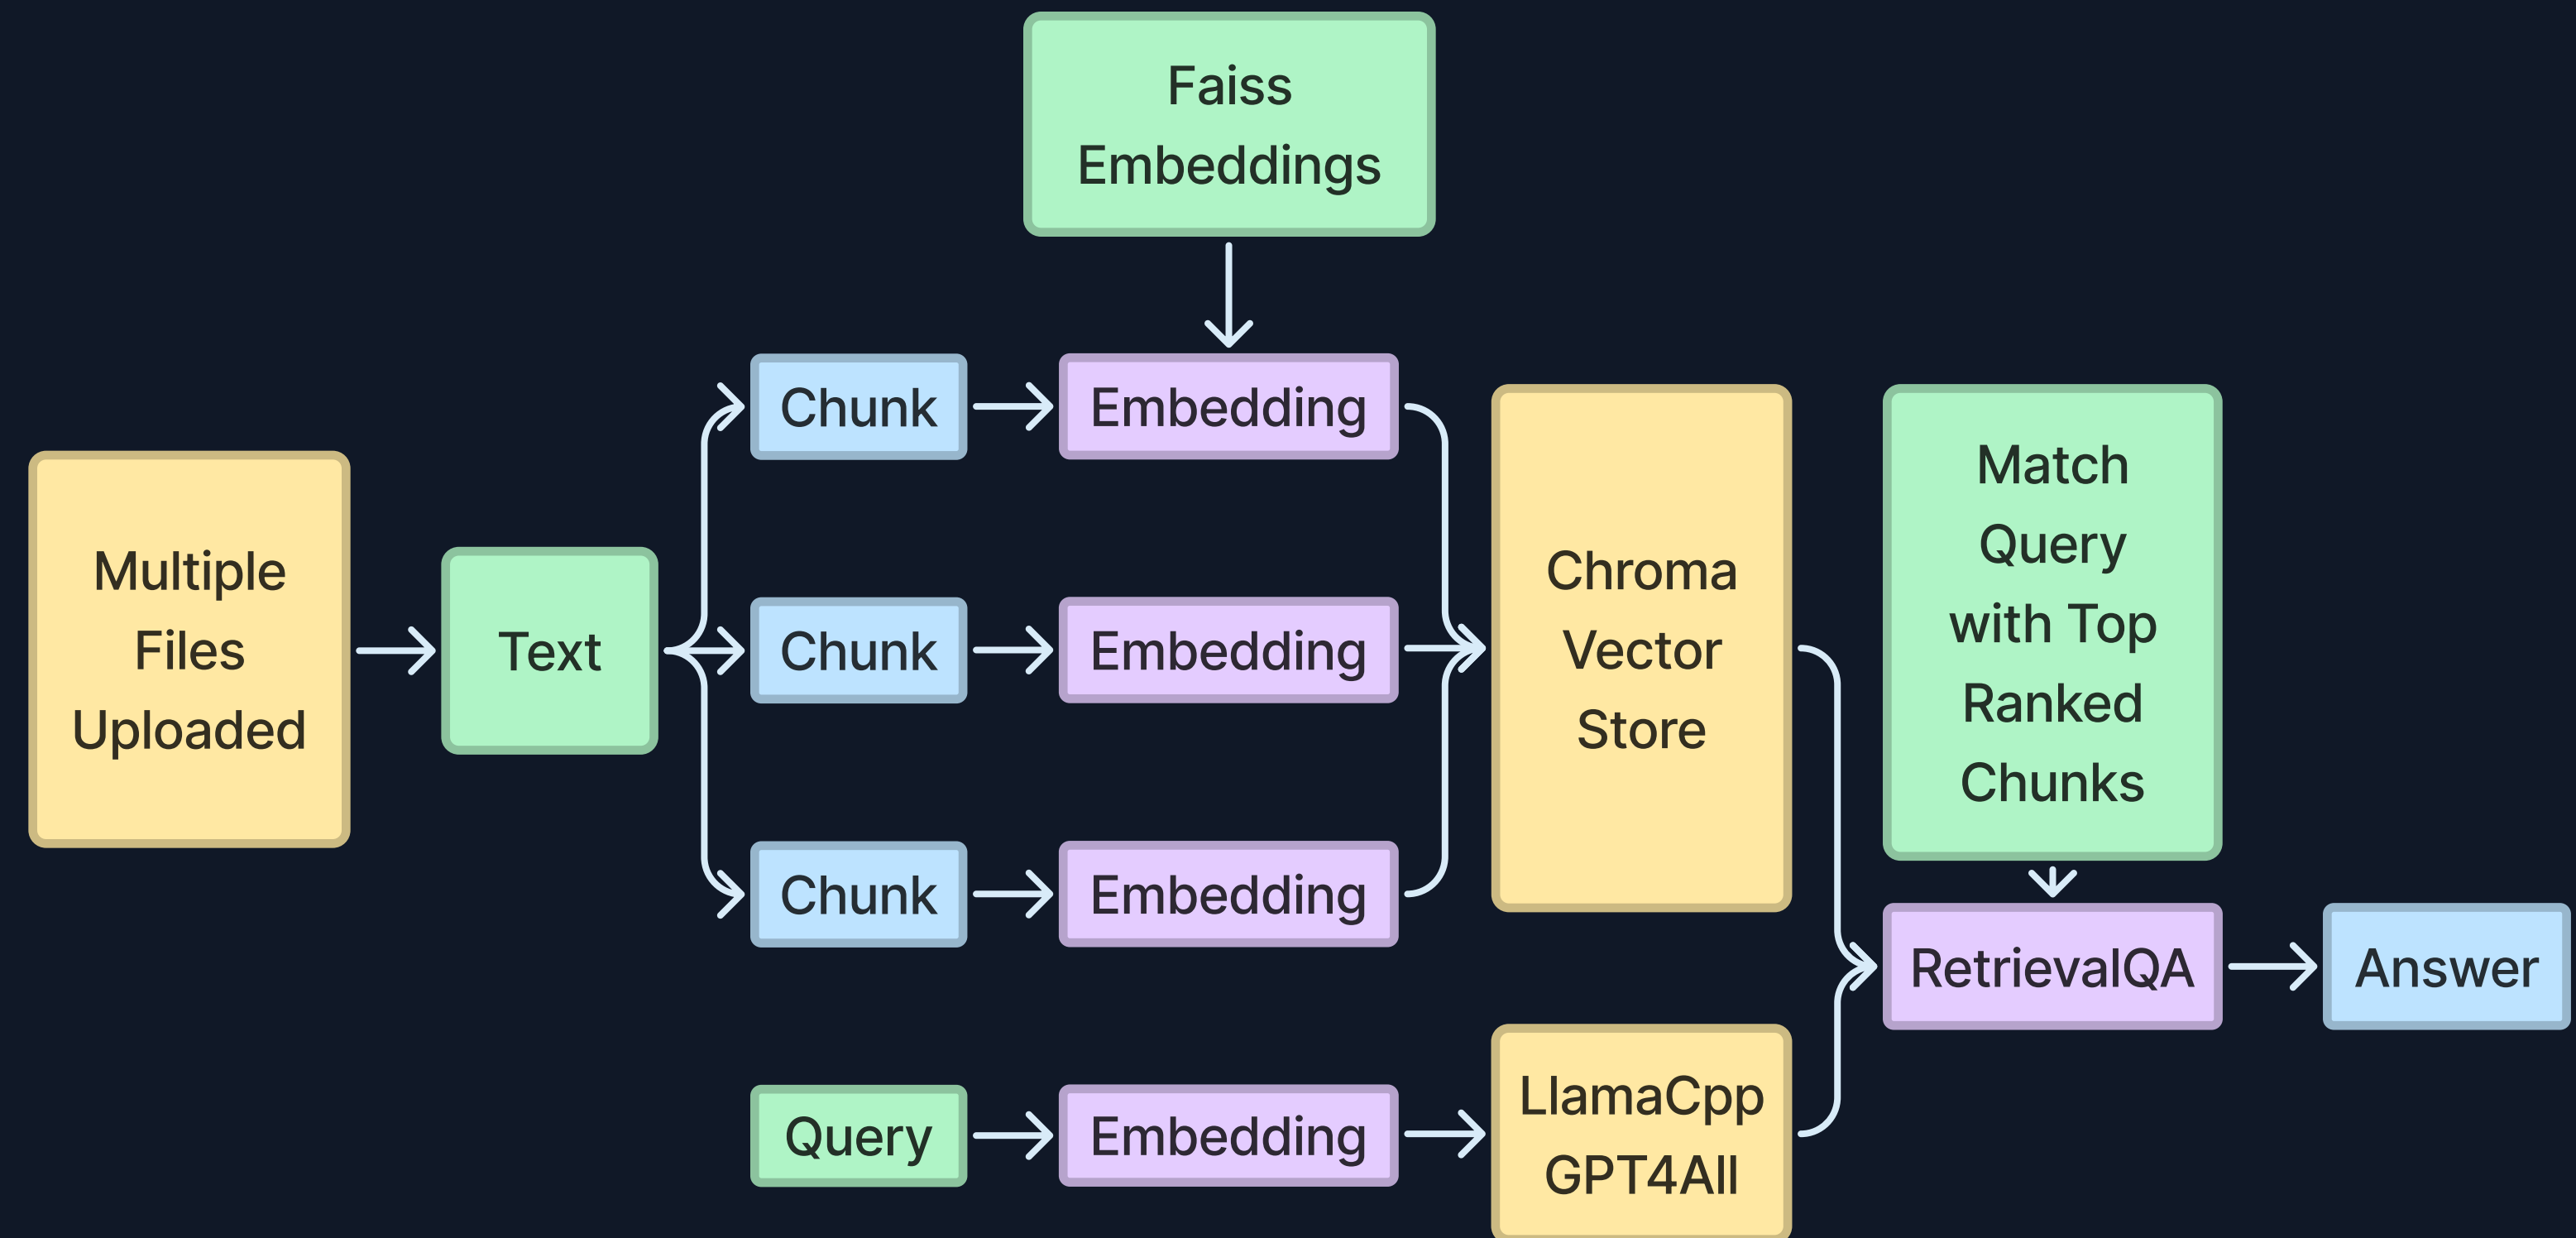 Faiss
Embeddings
Multiple
Files
Uploaded
Text
Chunk
Embedding
Chunk
Embedding
Chunk
Embedding
Chroma
Vector
Store
Match
Query
with Top
Ranked
Chunks
RetrievalQA
Answer
Query
Embedding
LlamaCpp
GPT4All